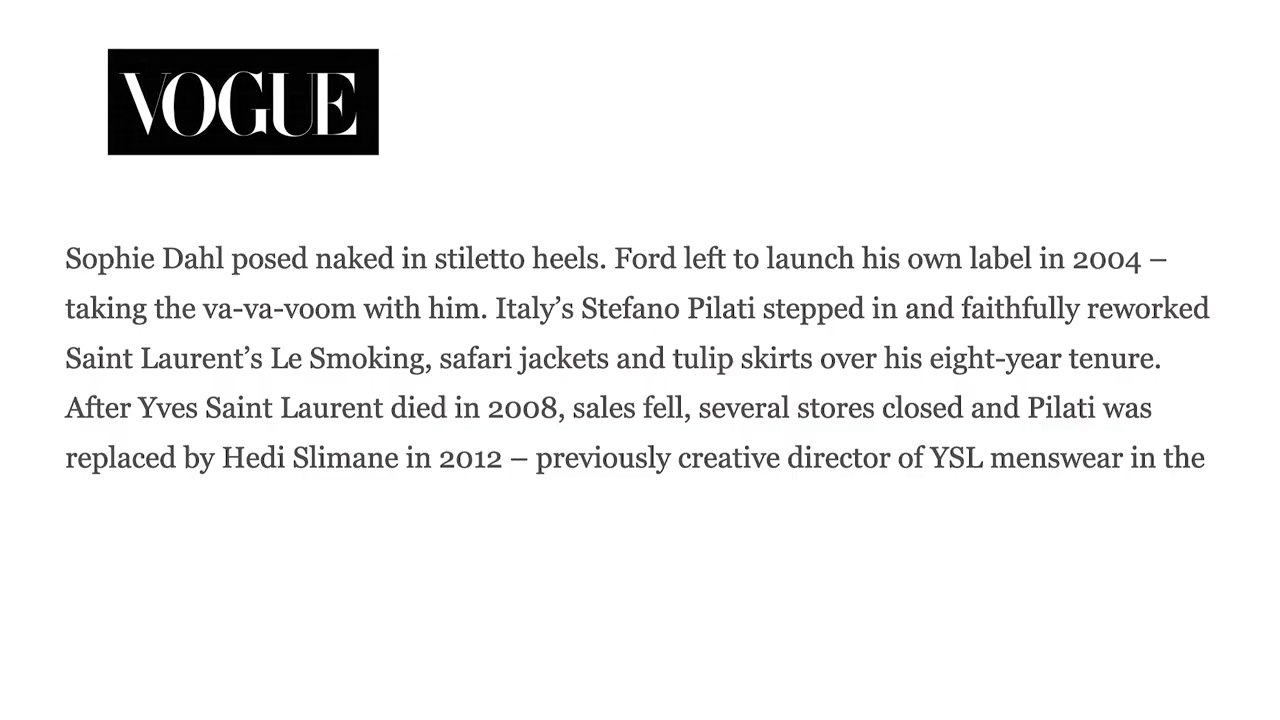 VOGUE
Sophie Dahl posed naked in stiletto heels. Ford left to launch his own label in 2004 –
taking the va-va-voom with him. Italy’s Stefano Pilati stepped in and faithfully reworked
Saint Laurent’s Le Smoking, safari jackets and tulip skirts over his eight-year tenure.
After Yves Saint Laurent died in 2008, sales fell, several stores closed and Pilati was
replaced by Hedi Slimane in 2012 – previously creative director of YSL menswear in the